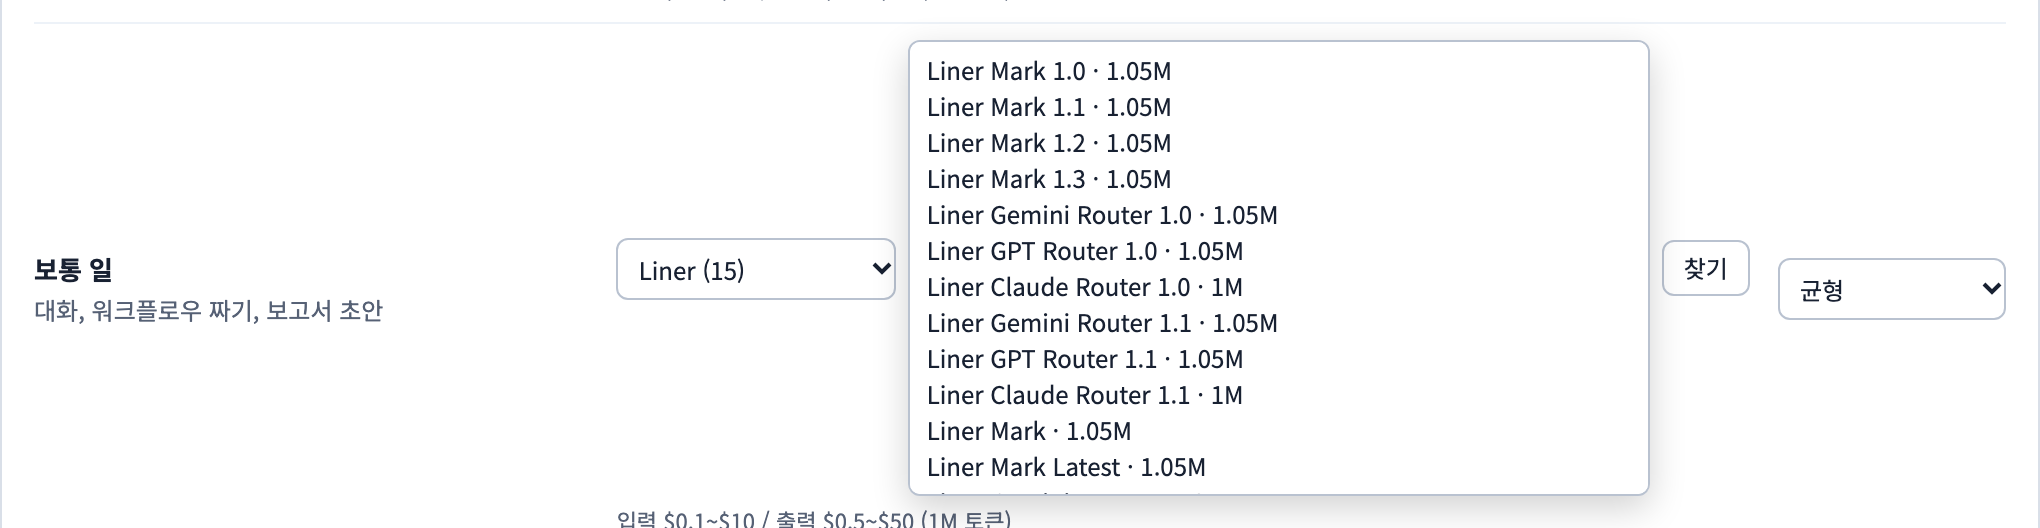 보통 일
대화, 워크플로우 짜기, 보고서 초안
Liner (15)
Liner Mark 1.0 · 1.05M
Liner Mark 1.1 · 1.05M
Liner Mark 1.2 · 1.05M
Liner Mark 1.3 · 1.05M
Liner Gemini Router 1.0 · 1.05M
Liner GPT Router 1.0 · 1.05M
Liner Claude Router 1.0 · 1M
Liner Gemini Router 1.1 · 1.05M
Liner GPT Router 1.1 · 1.05M
Liner Claude Router 1.1 · 1M
Liner Mark · 1.05M
Liner Mark Latest · 1.05M
찾기
균형
입력 $0.1~$10 / 출력 $0.5~$50 (1M 토큰)